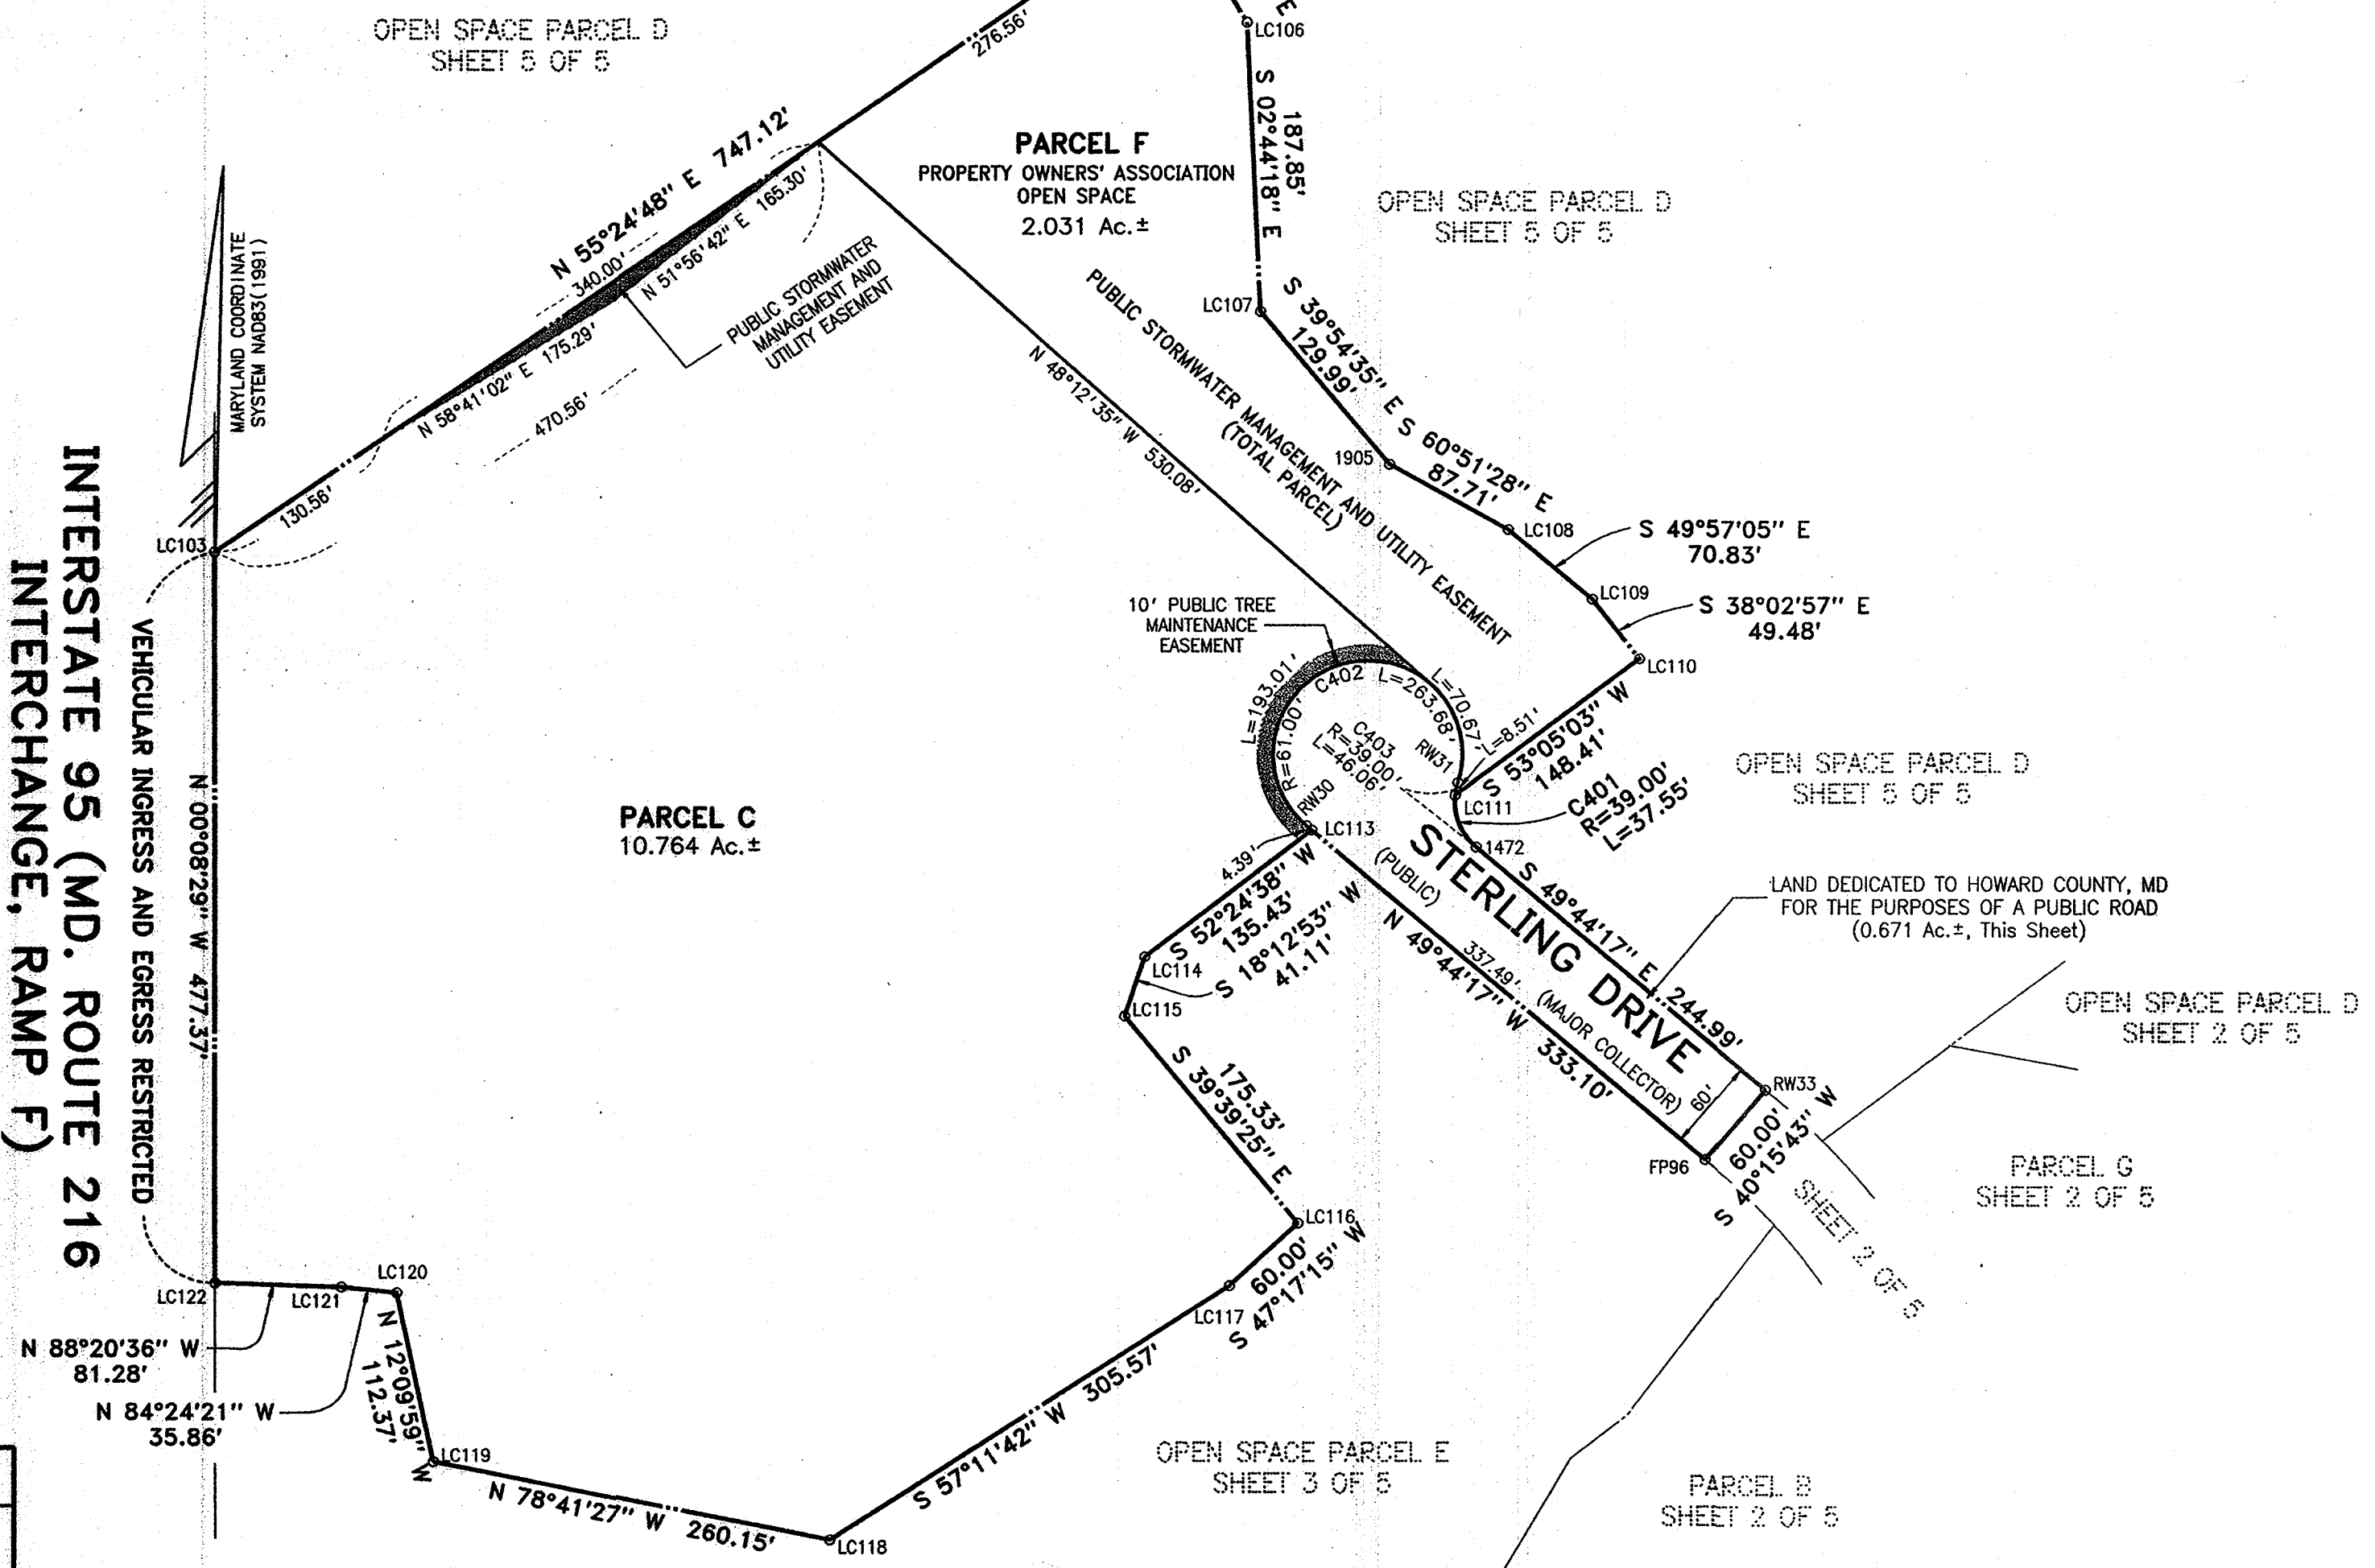 OPEN SPACE PARCEL D
SHEET 5 OF 5
276.56'
E
LC106
187.85'
S 02°44'18" E
PARCEL F
PROPERTY OWNERS' ASSOCIATION
OPEN SPACE
2.031 Ac.±
OPEN SPACE PARCEL D
SHEET 5 OF 5
N 55°24'48" E 747.12'
340.00'
N 51°56'42" E 165.30'
N 58°41'02" E 175.29'
470.56'
130.56'
PUBLIC STORMWATER
MANAGEMENT AND
UTILITY EASEMENT
MARYLAND COORDINATE
SYSTEM NAD83(1991)
LC103
PUBLIC STORMWATER MANAGEMENT AND UTILITY EASEMENT
(TOTAL PARCEL)
N 48°12'35" W 530.08'
LC107
S 39°54'35" E
129.99'
1905
S 60°51'28" E
87.71'
LC108
S 49°57'05" E
70.83'
LC109
S 38°02'57" E
49.48'
LC110
10' PUBLIC TREE
MAINTENANCE
EASEMENT
L=193.01'
C402
L=263.68'
R=61.00'
L=70.67'
L=8.51'
C403
R=39.00'
L=46.06'
RW31
RW30
S 53°05'03" W
148.41'
LC111
C401
R=39.00'
L=37.55'
1472
OPEN SPACE PARCEL D
SHEET 5 OF 5
INTERSTATE 95 (MD. ROUTE 216
INTERCHANGE, RAMP F)
VEHICULAR INGRESS AND EGRESS RESTRICTED
N 00°08'29" W 477.37'
PARCEL C
10.764 Ac.±
LC113
4.39'
S 52°24'38" W
135.43'
S 18°12'53" W
41.11'
LC114
LC115
STERLING DRIVE
(PUBLIC)
(MAJOR COLLECTOR)
S 49°44'17" E 244.99'
337.49'
N 49°44'17" W 333.10'
60'
LAND DEDICATED TO HOWARD COUNTY, MD
FOR THE PURPOSES OF A PUBLIC ROAD
(0.671 Ac.±, This Sheet)
OPEN SPACE PARCEL D
SHEET 2 OF 5
RW33
60.00'
S 40°15'43" W
FP96
PARCEL G
SHEET 2 OF 5
SHEET 2 OF 5
175.33'
S 39°39'25" E
LC116
60.00'
S 47°17'15" W
LC117
S 57°11'42" W 305.57'
LC118
N 78°41'27" W 260.15'
LC119
N 12°09'59" W
112.37'
LC120
LC121
LC122
N 88°20'36" W
81.28'
N 84°24'21" W
35.86'
OPEN SPACE PARCEL E
SHEET 3 OF 5
PARCEL B
SHEET 2 OF 5